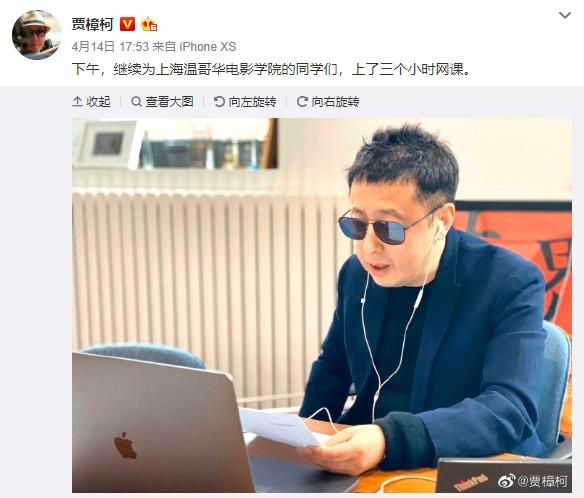 贾樟柯
4月14日 17:53 来自 iPhone XS
下午，继续为上海温哥华电影学院的同学们，上了三个小时网课。
收起 查看大图 向左旋转 向右旋转
ThinkPad
@贾樟柯